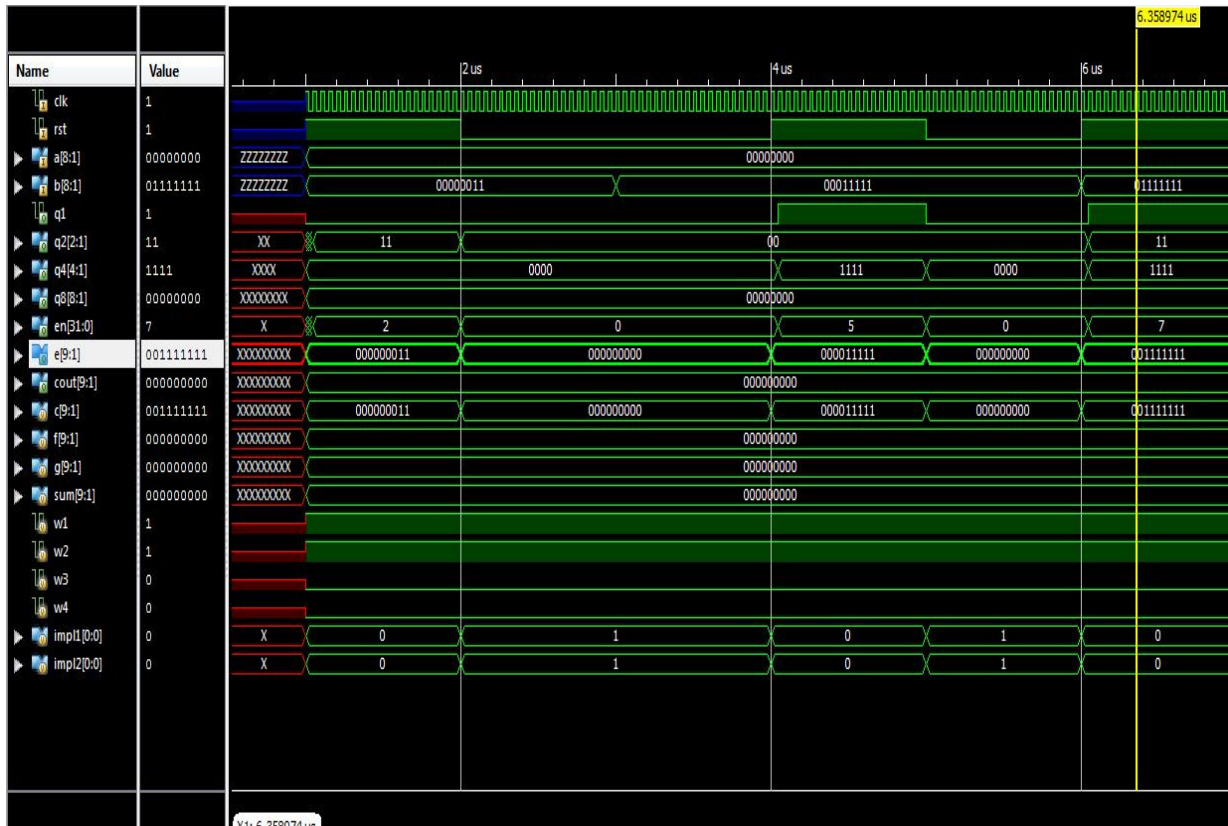 6.358974 us
Name Value 2 us 4 us 6 us
clk 1
rst 1
a[8:1] 00000000 ZZZZZZZZ 00000000
b[8:1] 01111111 ZZZZZZZZ 00000011 00011111 01111111
q1 1
q2[2:1] 11 XX 11 00 11
q4[4:1] 1111 XXXX 0000 1111 0000 1111
q8[8:1] 00000000 XXXXXXXX 00000000
en[31:0] 7 X 2 0 5 0 7
e[9:1] 001111111 XXXXXXXXX 000000011 000000000 000011111 000000000 001111111
cout[9:1] 000000000 XXXXXXXXX 000000000
c[9:1] 001111111 XXXXXXXXX 000000011 000000000 000011111 000000000 001111111
f[9:1] 000000000 XXXXXXXXX 000000000
g[9:1] 000000000 XXXXXXXXX 000000000
sum[9:1] 000000000 XXXXXXXXX 000000000
w1 1
w2 1
w3 0
w4 0
impl1[0:0] 0 X 0 1 0 1 0
impl2[0:0] 0 X 0 1 0 1 0
X1: 6.358974 us